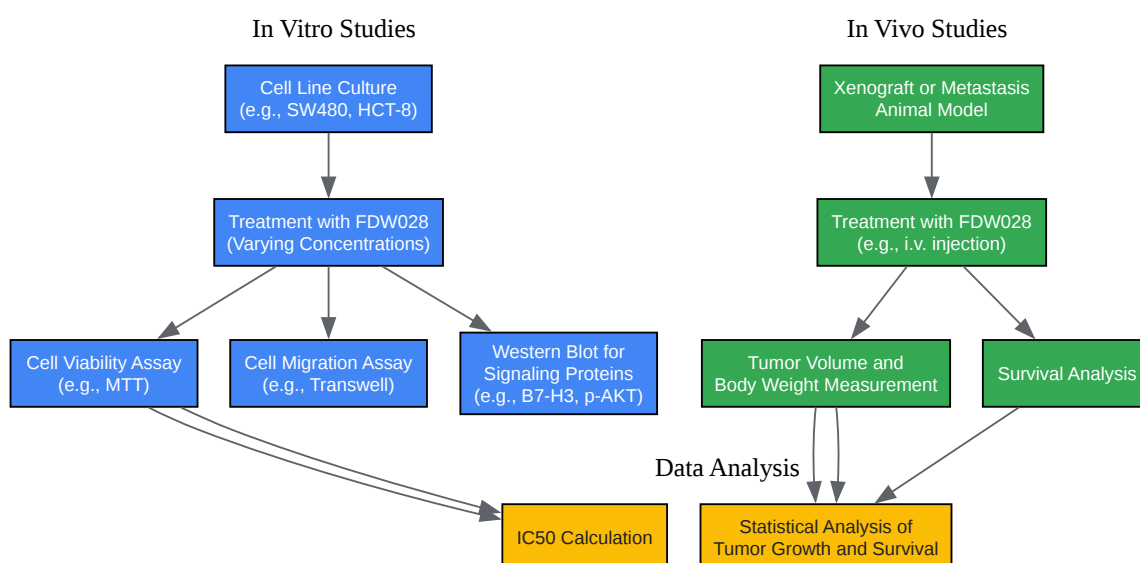 In Vitro Studies
In Vivo Studies
Cell Line Culture
(e.g., SW480, HCT-8)
Xenograft or Metastasis
Animal Model
Treatment with FDW028
(Varying Concentrations)
Treatment with FDW028
(e.g., i.v. injection)
Cell Viability Assay
(e.g., MTT)
Cell Migration Assay
(e.g., Transwell)
Western Blot for
Signaling Proteins
(e.g., B7-H3, p-AKT)
Tumor Volume and
Body Weight Measurement
Survival Analysis
Data Analysis
IC50 Calculation
Statistical Analysis of
Tumor Growth and Survival